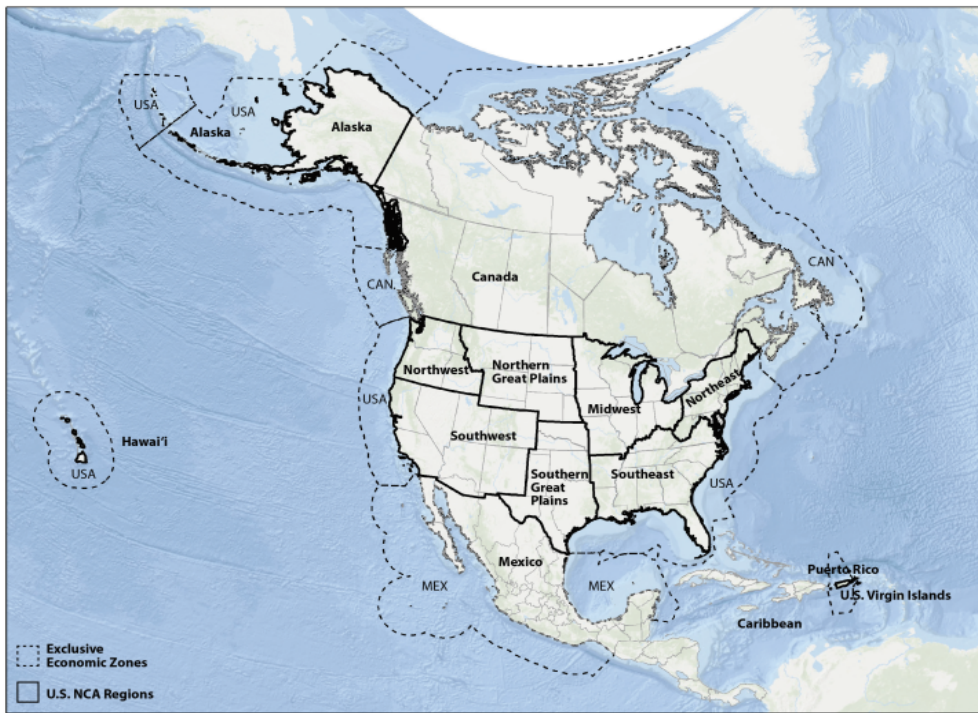 USA
USA
Alaska
Alaska
CAN
CAN
Canada
Northwest
Northern
Great Plains
Midwest
Northeast
USA
Southwest
Southern
Great
Plains
Southeast
USA
Hawai‘i
USA
Mexico
MEX
MEX
Puerto Rico
U.S. Virgin Islands
Caribbean
Exclusive
Economic Zones
U.S. NCA Regions